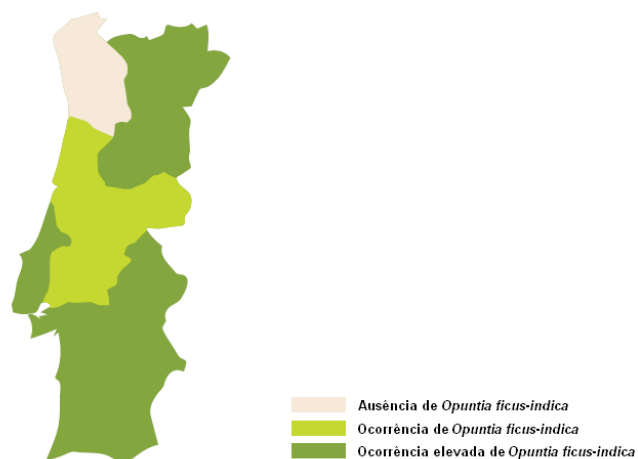 Ausência de Opuntia ficus-indica
Ocorrência de Opuntia ficus-indica
Ocorrência elevada de Opuntia ficus-indica